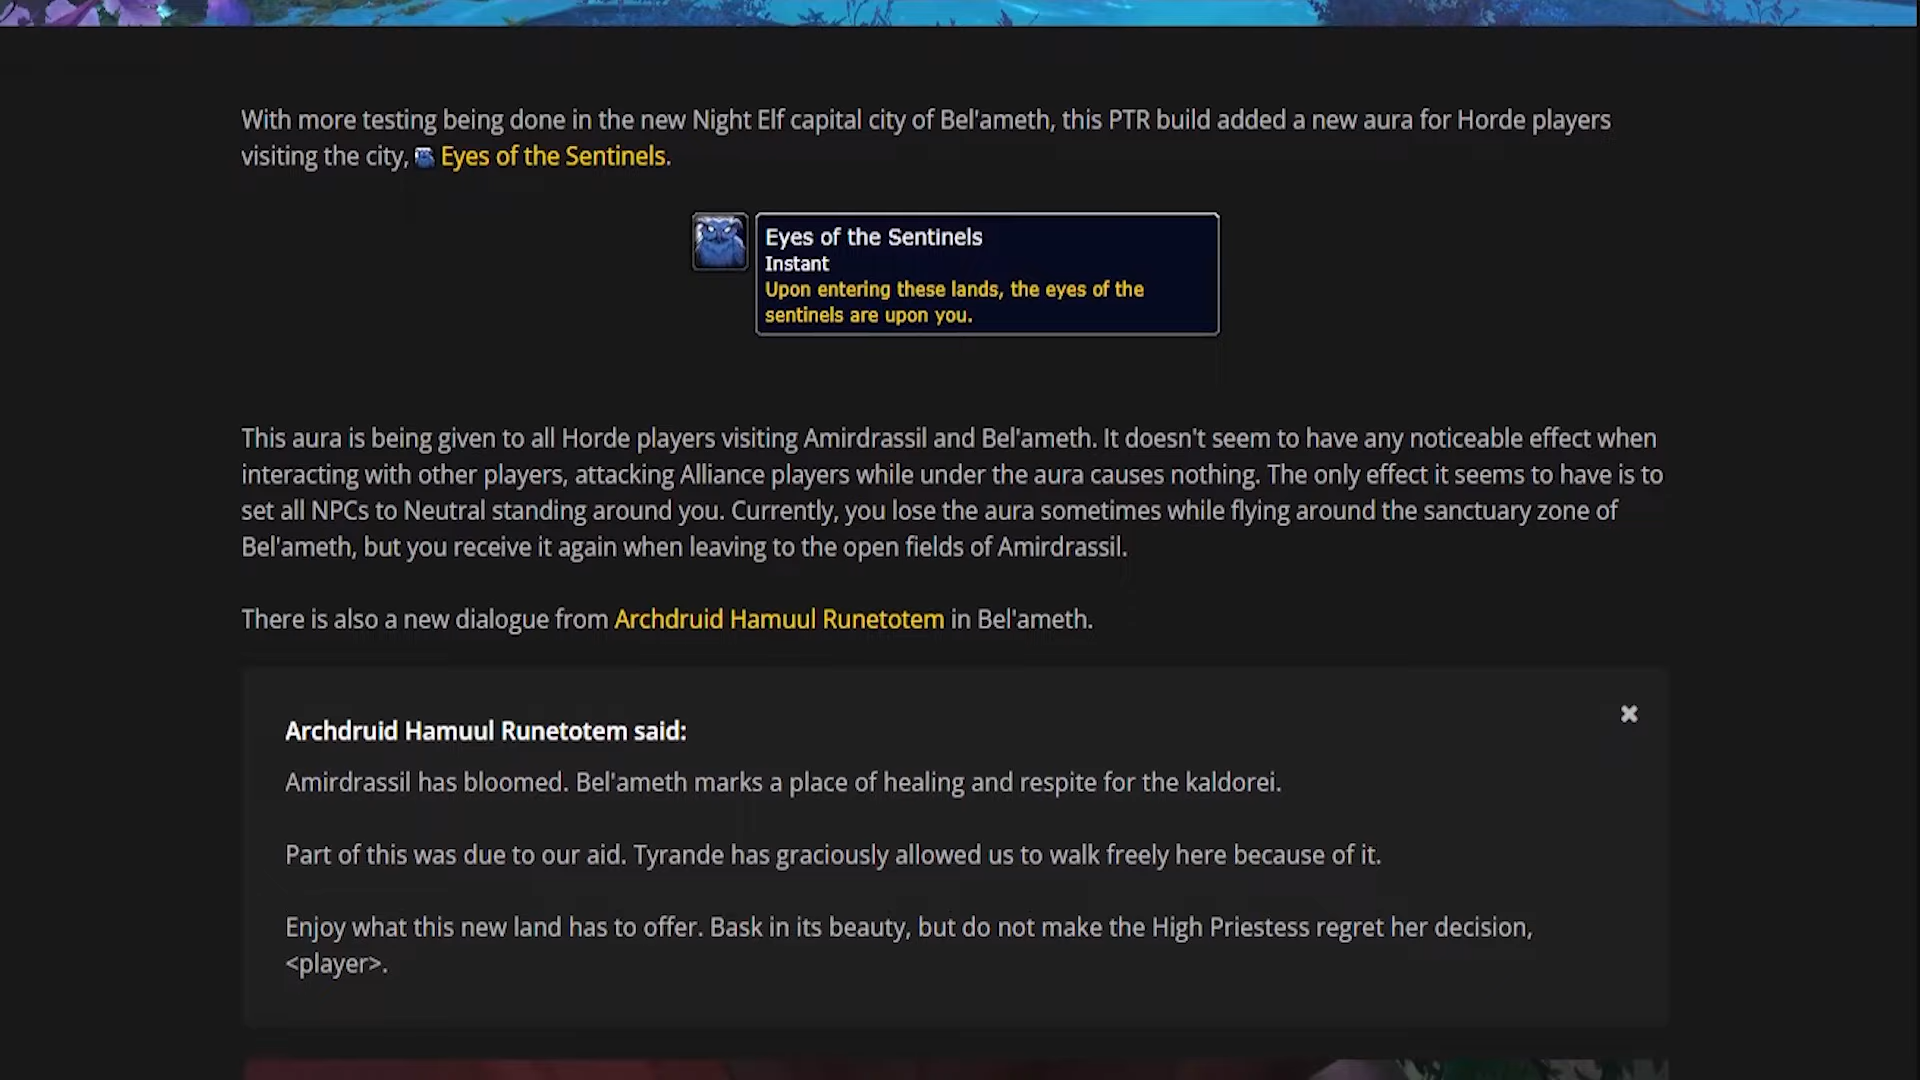 With more testing being done in the new Night Elf capital city of Bel'ameth, this PTR build added a new aura for Horde players
visiting the city, Eyes of the Sentinels.
Eyes of the Sentinels
Instant
Upon entering these lands, the eyes of the
sentinels are upon you.
This aura is being given to all Horde players visiting Amirdrassil and Bel'ameth. It doesn't seem to have any noticeable effect when
interacting with other players, attacking Alliance players while under the aura causes nothing. The only effect it seems to have is to
set all NPCs to Neutral standing around you. Currently, you lose the aura sometimes while flying around the sanctuary zone of
Bel'ameth, but you receive it again when leaving to the open fields of Amirdrassil.
There is also a new dialogue from Archdruid Hamuul Runetotem in Bel'ameth.
Archdruid Hamuul Runetotem said:
Amirdrassil has bloomed. Bel'ameth marks a place of healing and respite for the kaldorei.
Part of this was due to our aid. Tyrande has graciously allowed us to walk freely here because of it.
Enjoy what this new land has to offer. Bask in its beauty, but do not make the High Priestess regret her decision,
<player>.